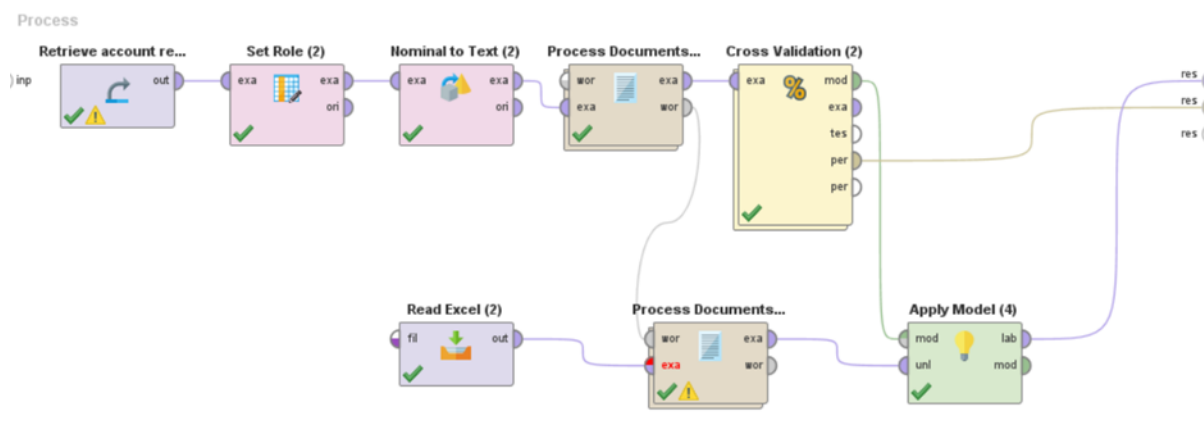 Process
Retrieve account re...
Set Role (2)
Nominal to Text (2)
Process Documents...
Cross Validation (2)
inp
out
exa
exa
ori
exa
exa
ori
wor
exa
exa
wor
exa
mod
exa
tes
per
per
res
res
res
Read Excel (2)
Process Documents...
Apply Model (4)
fil
out
wor
exa
exa
wor
mod
lab
unl
mod